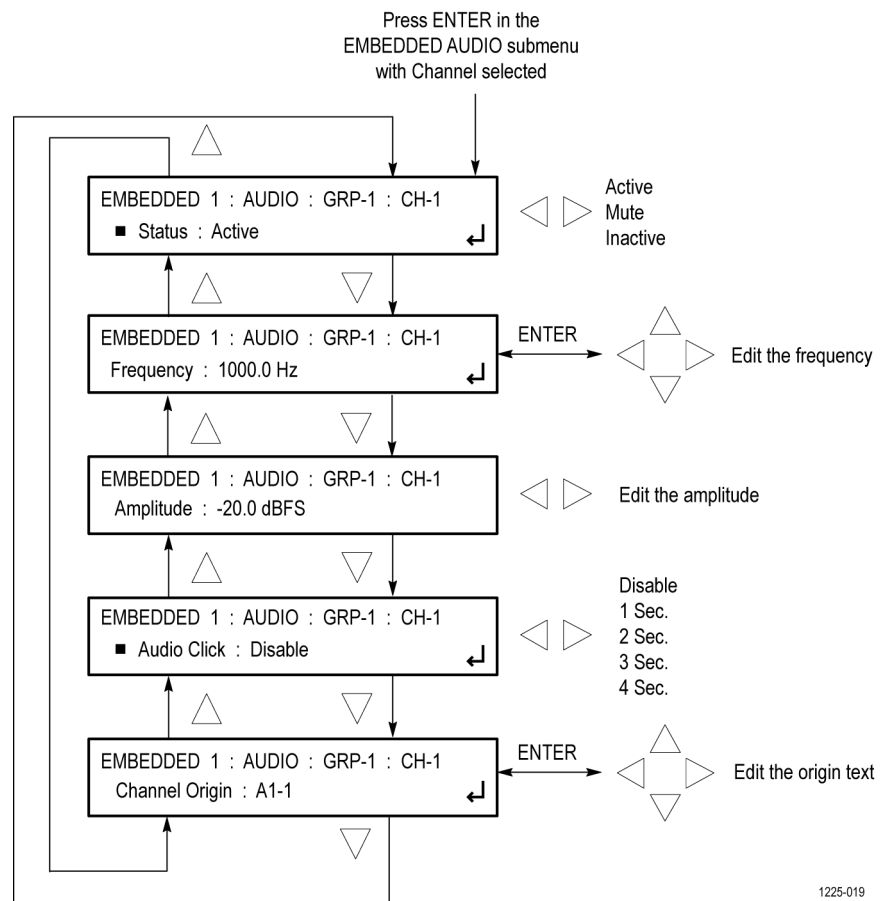 Press ENTER in the
EMBEDDED AUDIO submenu
with Channel selected
EMBEDDED 1 : AUDIO : GRP-1 : CH-1
■ Status : Active
Active
Mute
Inactive
EMBEDDED 1 : AUDIO : GRP-1 : CH-1
Frequency : 1000.0 Hz
ENTER
Edit the frequency
EMBEDDED 1 : AUDIO : GRP-1 : CH-1
Amplitude : -20.0 dBFS
Edit the amplitude
EMBEDDED 1 : AUDIO : GRP-1 : CH-1
■ Audio Click : Disable
Disable
1 Sec.
2 Sec.
3 Sec.
4 Sec.
EMBEDDED 1 : AUDIO : GRP-1 : CH-1
Channel Origin : A1-1
ENTER
Edit the origin text
1225-019